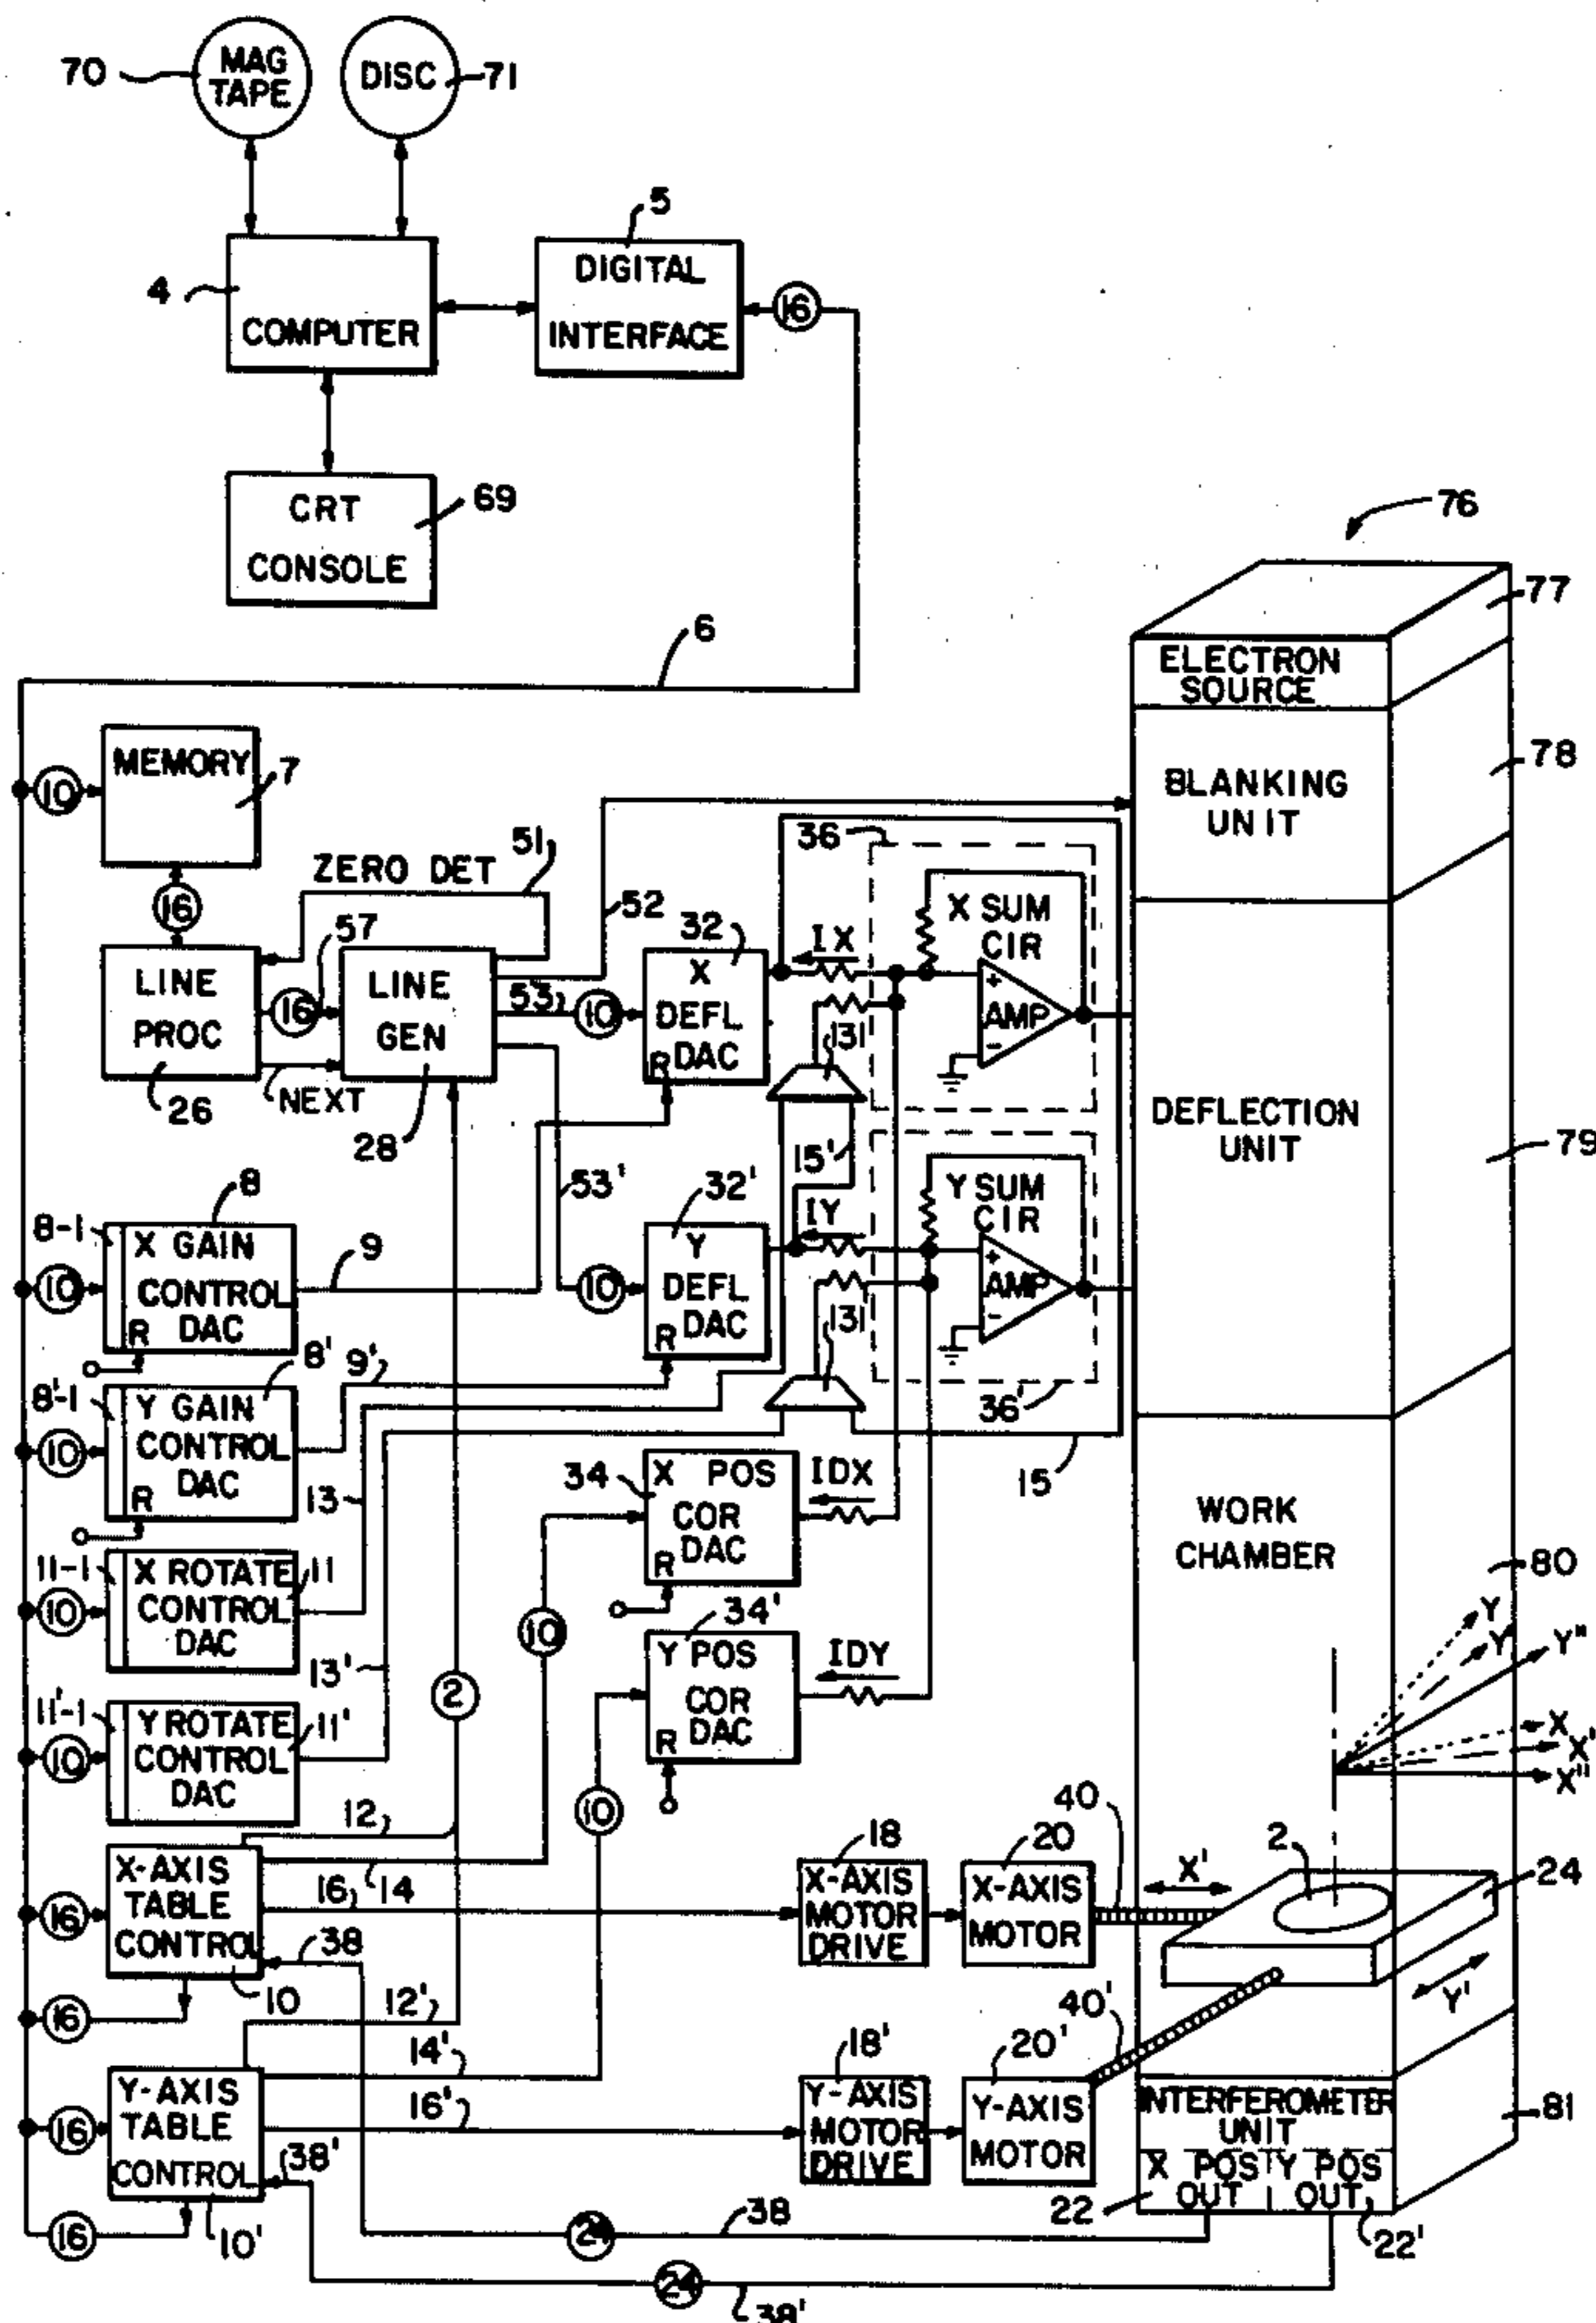 70
MAG
TAPE
DISC
71
5
4
COMPUTER
DIGITAL
INTERFACE
16
CRT
CONSOLE
69
76
77
6
ELECTRON
SOURCE
MEMORY
7
10
78
BLANKING
UNIT
36
51
ZERO DET
16
57
52
32
IX
X SUM
CIR
LINE
PROC
16
LINE
GEN
53
10
X
DEFL
DAC
R
+
AMP
-
131
26
NEXT
28
DEFLECTION
UNIT
79
15'
53'
32'
IY
Y SUM
CIR
8
8-1
X GAIN
CONTROL
DAC
R
10
9
10
Y
DEFL
DAC
R
+
AMP
-
131'
8'
9'
8'-1
Y GAIN
CONTROL
DAC
R
10
36'
13
34
X POS
COR
DAC
R
IDX
15
WORK
CHAMBER
11-1
X ROTATE
CONTROL
DAC
11
10
10
80
34'
Y
Y'
Y"
13'
Y POS
COR
DAC
R
IDY
2
11'-1
Y ROTATE
CONTROL
DAC
11'
10
X
X'
X"
10
12
40
18
20
2
X-AXIS
TABLE
CONTROL
16
14
16
X-AXIS
MOTOR
DRIVE
X-AXIS
MOTOR
X'
24
38
10
16
12'
40'
Y'
14'
18'
20'
Y-AXIS
TABLE
CONTROL
16
16'
Y-AXIS
MOTOR
DRIVE
Y-AXIS
MOTOR
INTERFEROMETER
UNIT
81
38'
X POS
OUT
Y POS
OUT
22
22'
16
10'
24
38
24
38'